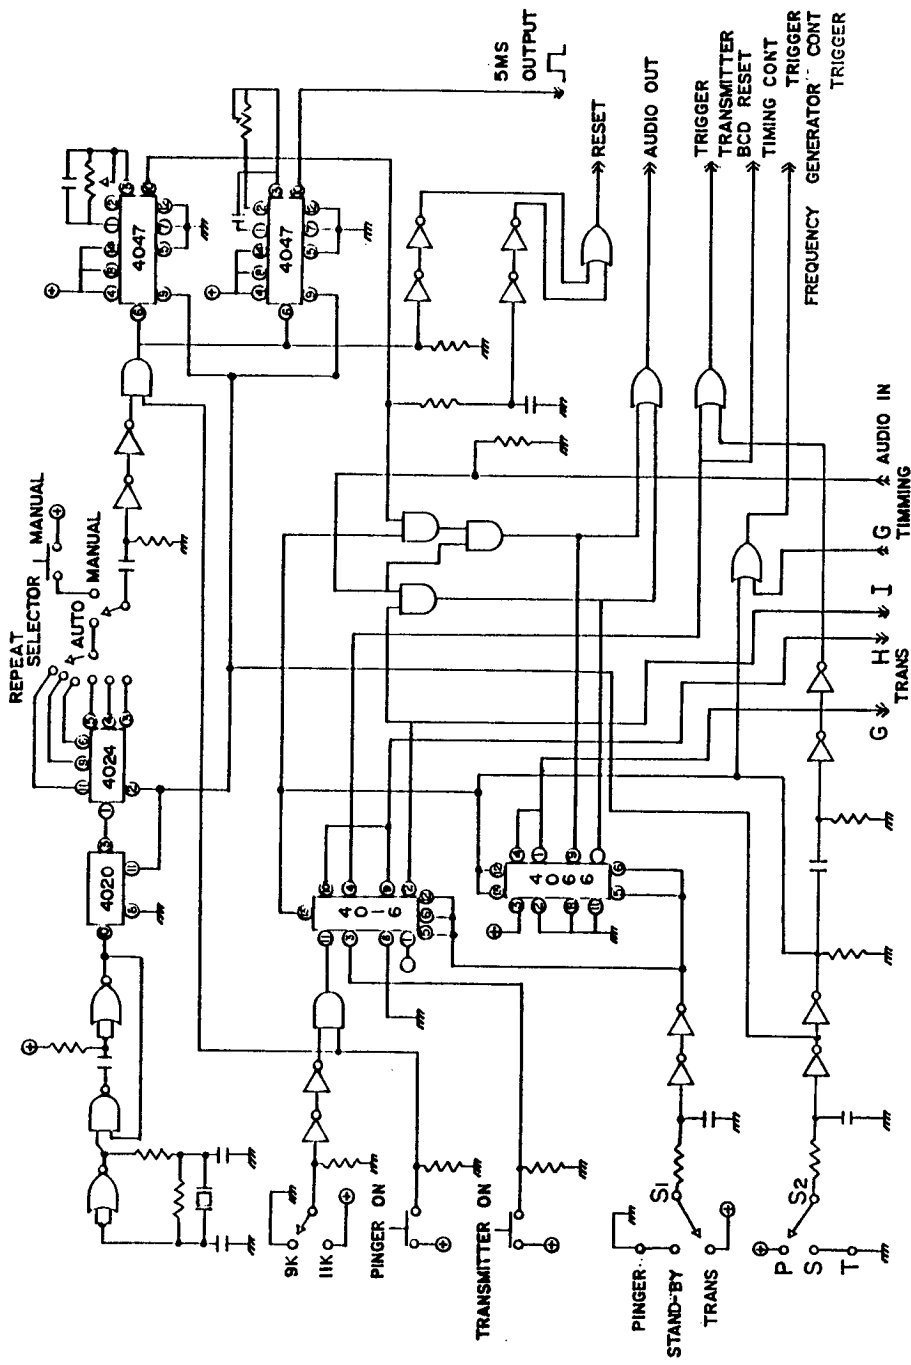 REPEAT
SELECTOR
MANUAL
AUTO
MANUAL
4020
4024
4047
4047
5MS
OUTPUT
RESET
AUDIO OUT
TRIGGER
TRANSMITTER
BCD RESET
TIMING CONT
TRIGGER
FREQUENCY GENERATOR CONT
TRIGGER
9K
11K
PINGER ON
TRANSMITTER ON
40-6
4066
PINGER
STAND-BY
TRANS
S1
P
S
T
S2
G
H
I
TRANS
G
TIMMING
AUDIO IN